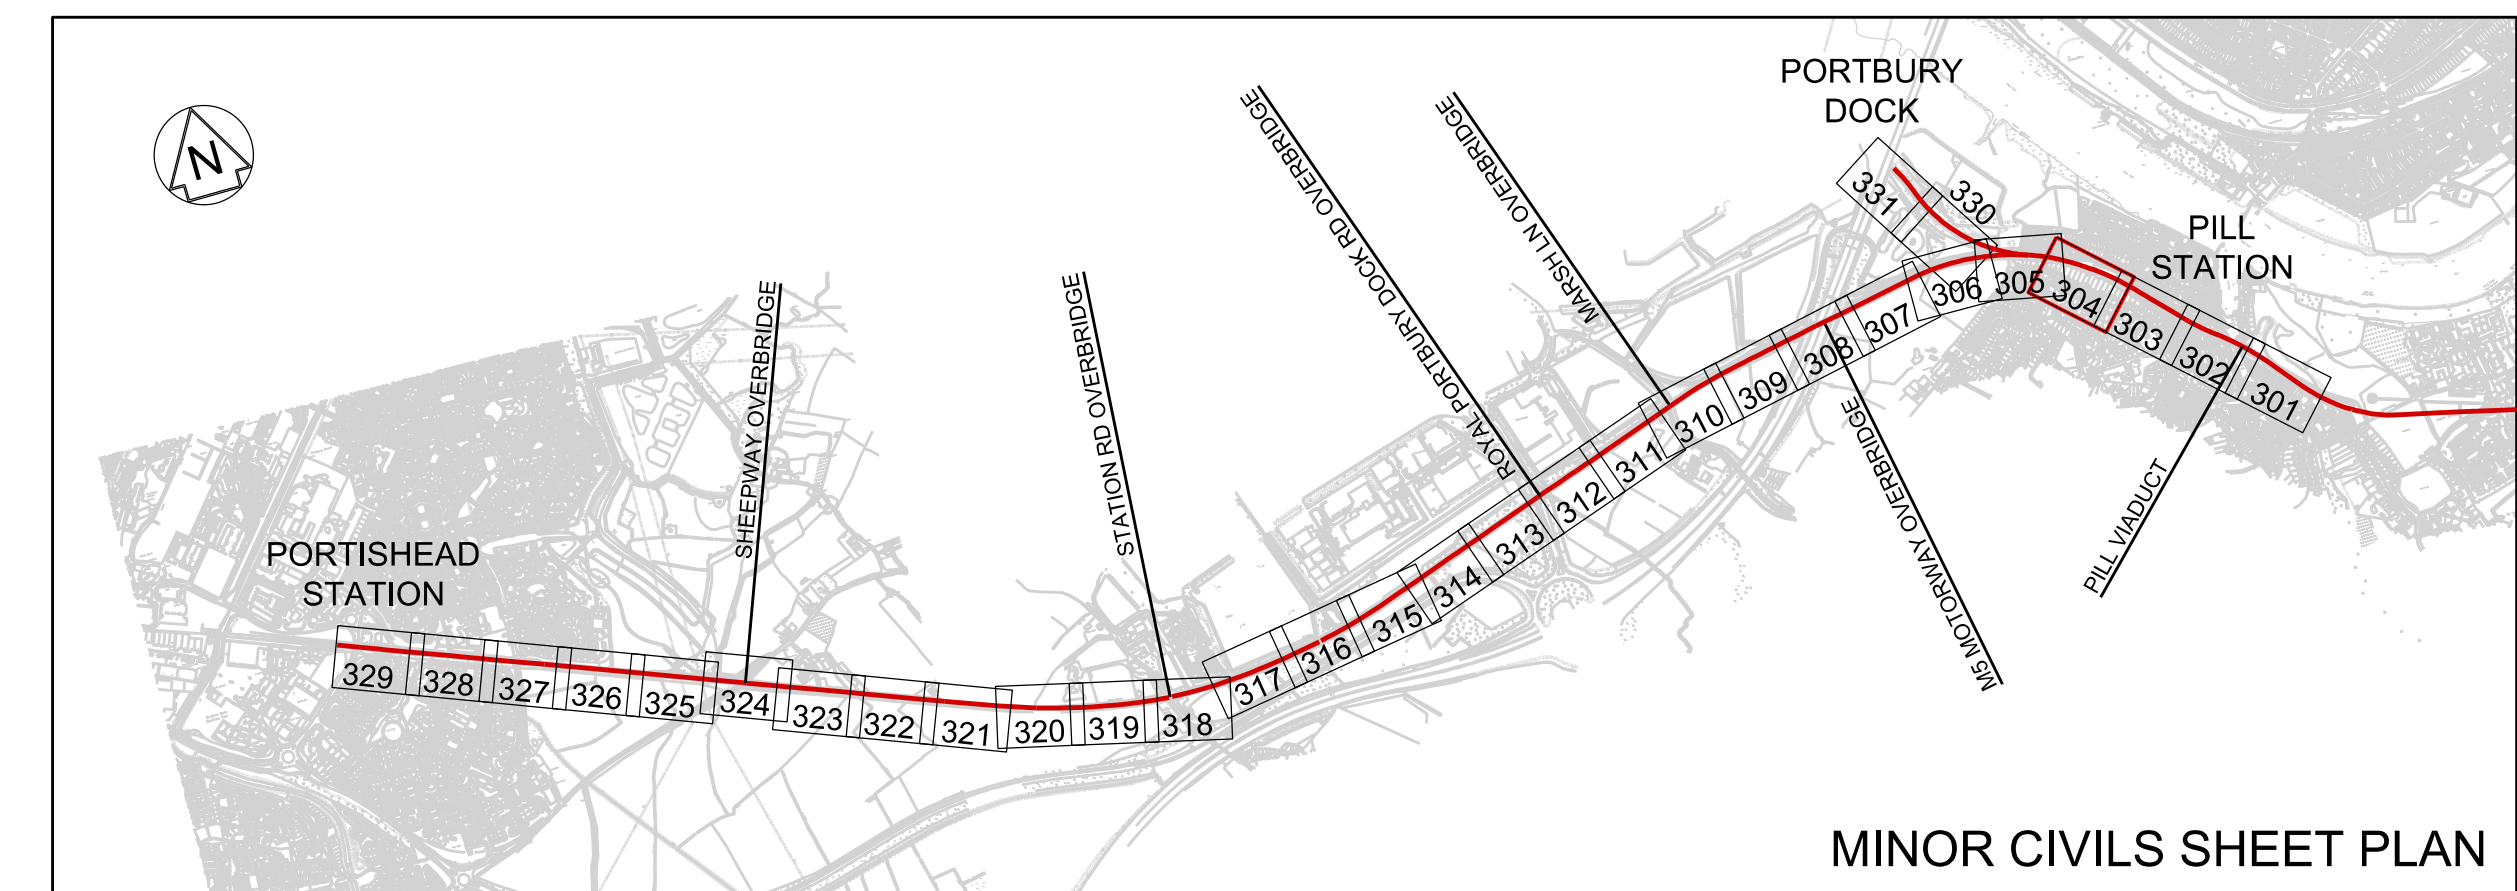 N
PORTBURY
DOCK
PILL
STATION
PORTISHEAD
STATION
SHEEPWAY OVERBRIDGE
STATION RD OVERBRIDGE
ROYAL PORTBURY DOCK RD OVERBRIDGE
MARSH LN OVERBRIDGE
M5 MOTORWAY OVERBRIDGE
PILL VIADUCT
329
328
327
326
325
324
323
322
321
320
319
318
317
316
315
314
313
312
311
310
309
308
307
306
305
304
303
302
301
331
330
MINOR CIVILS SHEET PLAN